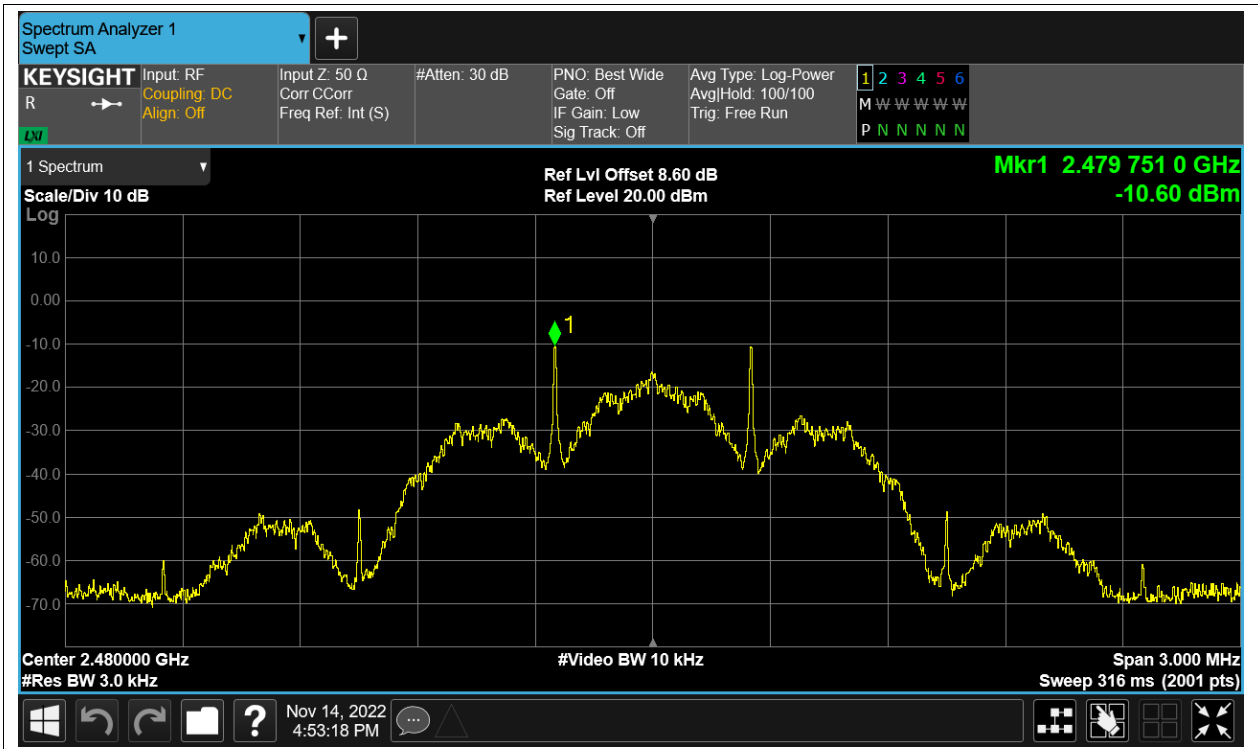 Spectrum Analyzer 1
Swept SA
KEYSIGHT
R
LXI
Input: RF
Coupling: DC
Align: Off
Input Z: 50 Ω
Corr CCorr
Freq Ref: Int (S)
#Atten: 30 dB
PNO: Best Wide
Gate: Off
IF Gain: Low
Sig Track: Off
Avg Type: Log-Power
Avg|Hold: 100/100
Trig: Free Run
1 2 3 4 5 6
M W W W W W
P N N N N N
1 Spectrum
Scale/Div 10 dB
Log
Ref Lvl Offset 8.60 dB
Ref Level 20.00 dBm
Mkr1 2.479 751 0 GHz
-10.60 dBm
10.0
0.00
-10.0
-20.0
-30.0
-40.0
-50.0
-60.0
-70.0
1
Center 2.480000 GHz
#Res BW 3.0 kHz
#Video BW 10 kHz
Span 3.000 MHz
Sweep 316 ms (2001 pts)
?
Nov 14, 2022
4:53:18 PM